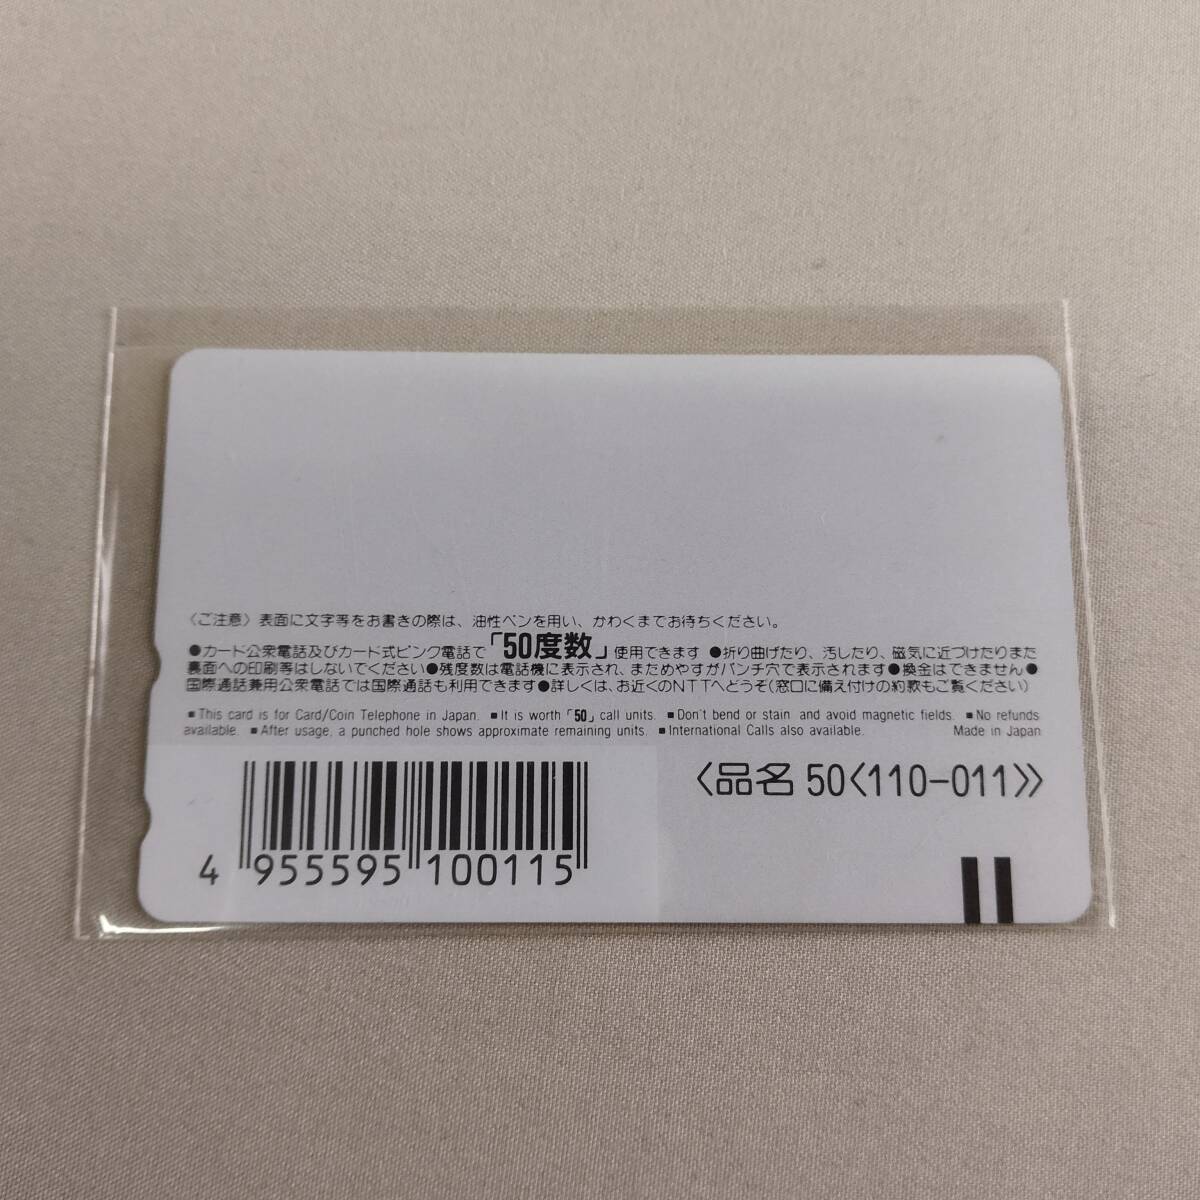 〈ご注意〉表面に文字等をお書きの際は、油性ペンを用い、かわくまでお待ちください。
●カード公衆電話及びカード式ピンク電話で「50度数」使用できます ●折り曲げたり、汚したり、磁気に近づけたりまた
裏面への印刷等はしないでください●残度数は電話機に表示され、まだめやすがパンチ穴で表示されます●換金はできません●
国際通話兼用公衆電話では国際通話も利用できます●詳しくは、お近くのNTTへどうぞ(窓口に備え付けの約款もご覧ください)
■This card is for Card/Coin Telephone in Japan. ■It is worth「50」call units. ■Don't bend or stain and avoid magnetic fields. ■No refunds
available. ■After usage, a punched hole shows approximate remaining units. ■International Calls also available. Made in Japan
〈品名 50〈110-011〉〉
4 955595 100115